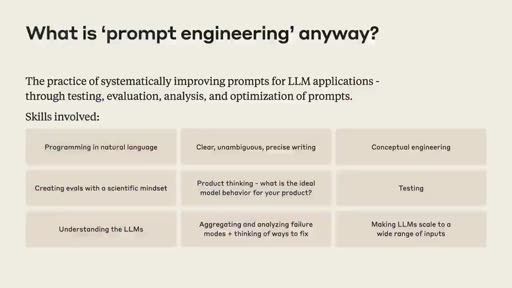 What is ‘prompt engineering’ anyway?
The practice of systematically improving prompts for LLM applications -
through testing, evaluation, analysis, and optimization of prompts.
Skills involved:
Programming in natural language
Clear, unambiguous, precise writing
Conceptual engineering
Creating evals with a scientific mindset
Product thinking - what is the ideal
model behavior for your product?
Testing
Understanding the LLMs
Aggregating and analyzing failure
modes + thinking of ways to fix
Making LLMs scale to a
wide range of inputs